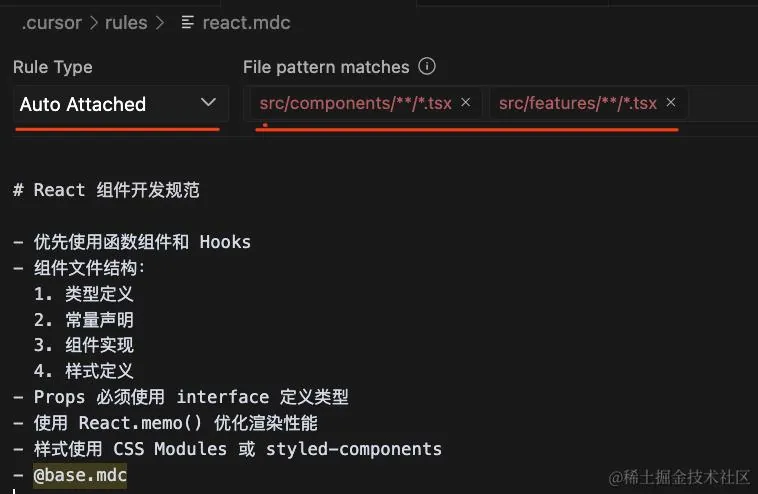 .cursor > rules > react.mdc
Rule Type
File pattern matches
Auto Attached
src/components/**/*.tsx ×
src/features/**/*.tsx ×
# React 组件开发规范
- 优先使用函数组件和 Hooks
- 组件文件结构：
1. 类型定义
2. 常量声明
3. 组件实现
4. 样式定义
- Props 必须使用 interface 定义类型
- 使用 React.memo() 优化渲染性能
- 样式使用 CSS Modules 或 styled-components
- @base.mdc
@稀土掘金技术社区